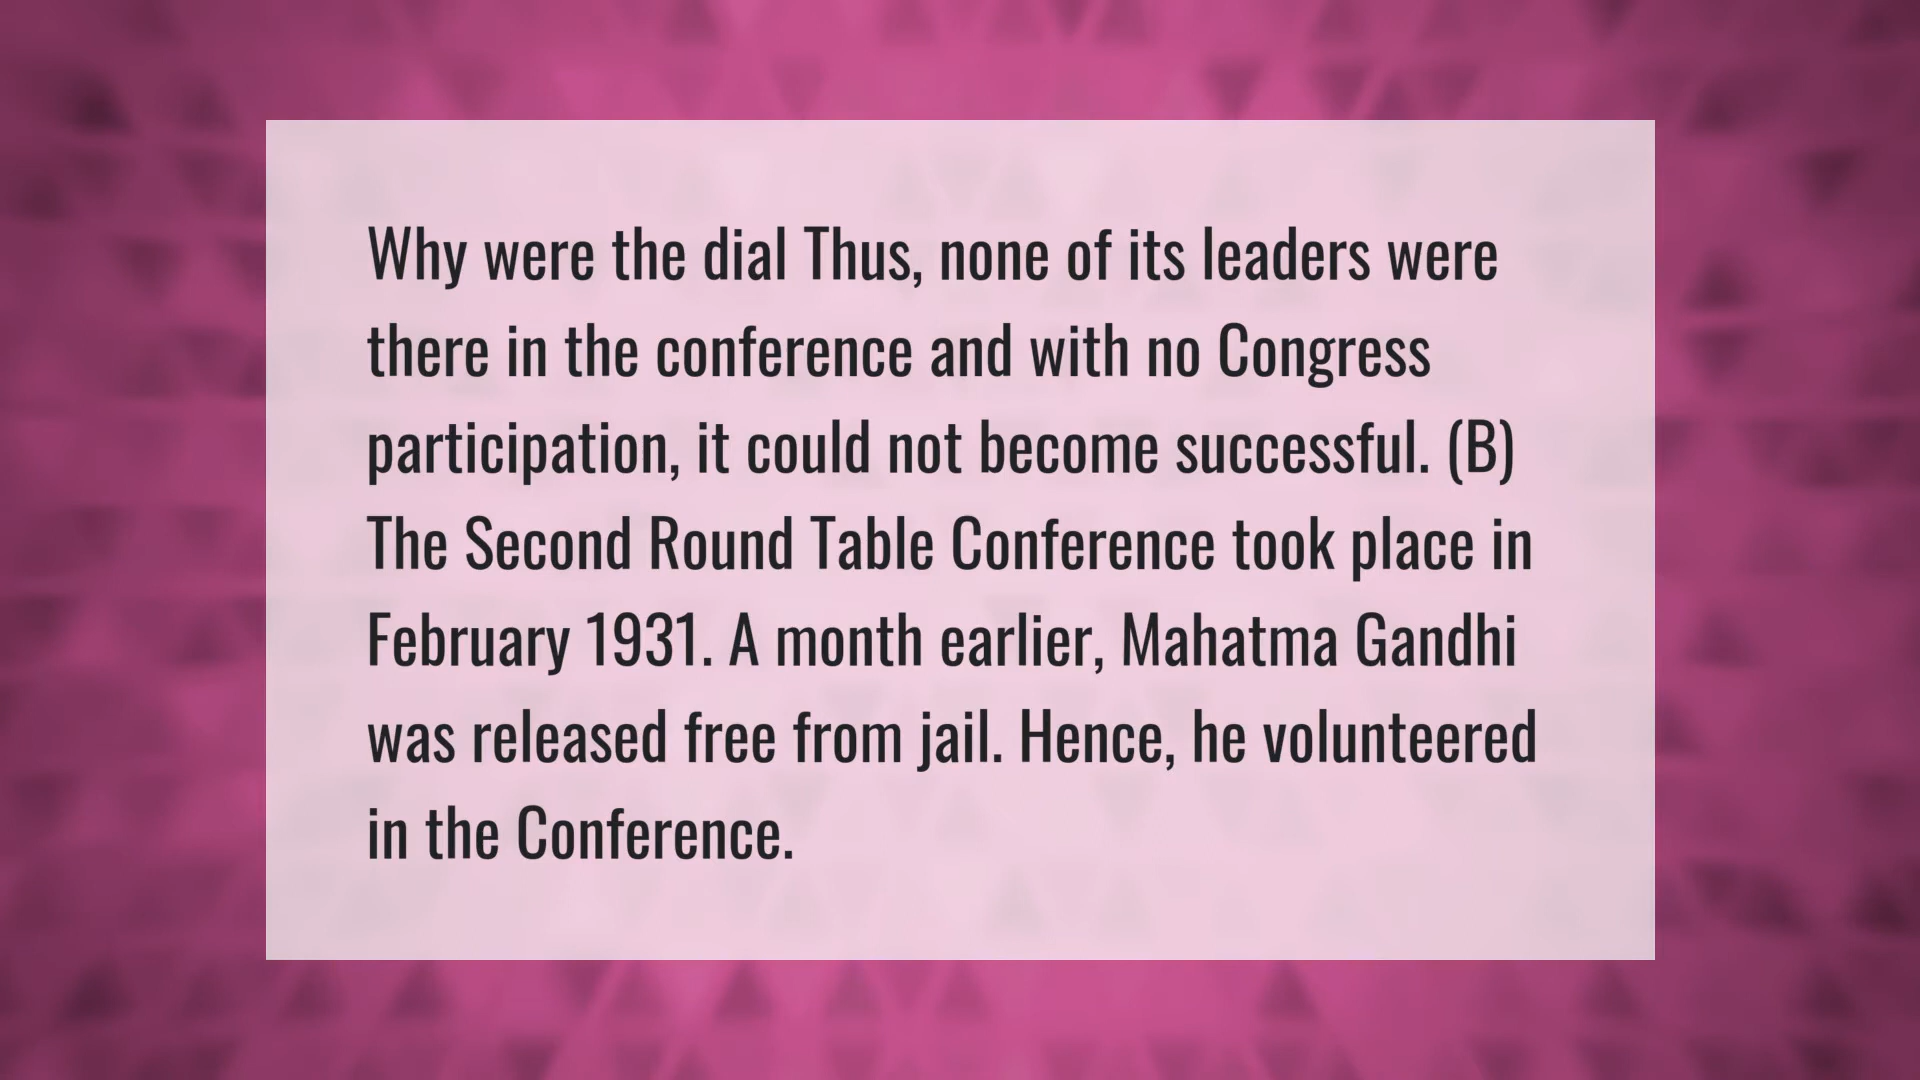 Why were the dial Thus, none of its leaders were
there in the conference and with no Congress
participation, it could not become successful. (B)
The Second Round Table Conference took place in
February 1931. A month earlier, Mahatma Gandhi
was released free from jail. Hence, he volunteered
in the Conference.